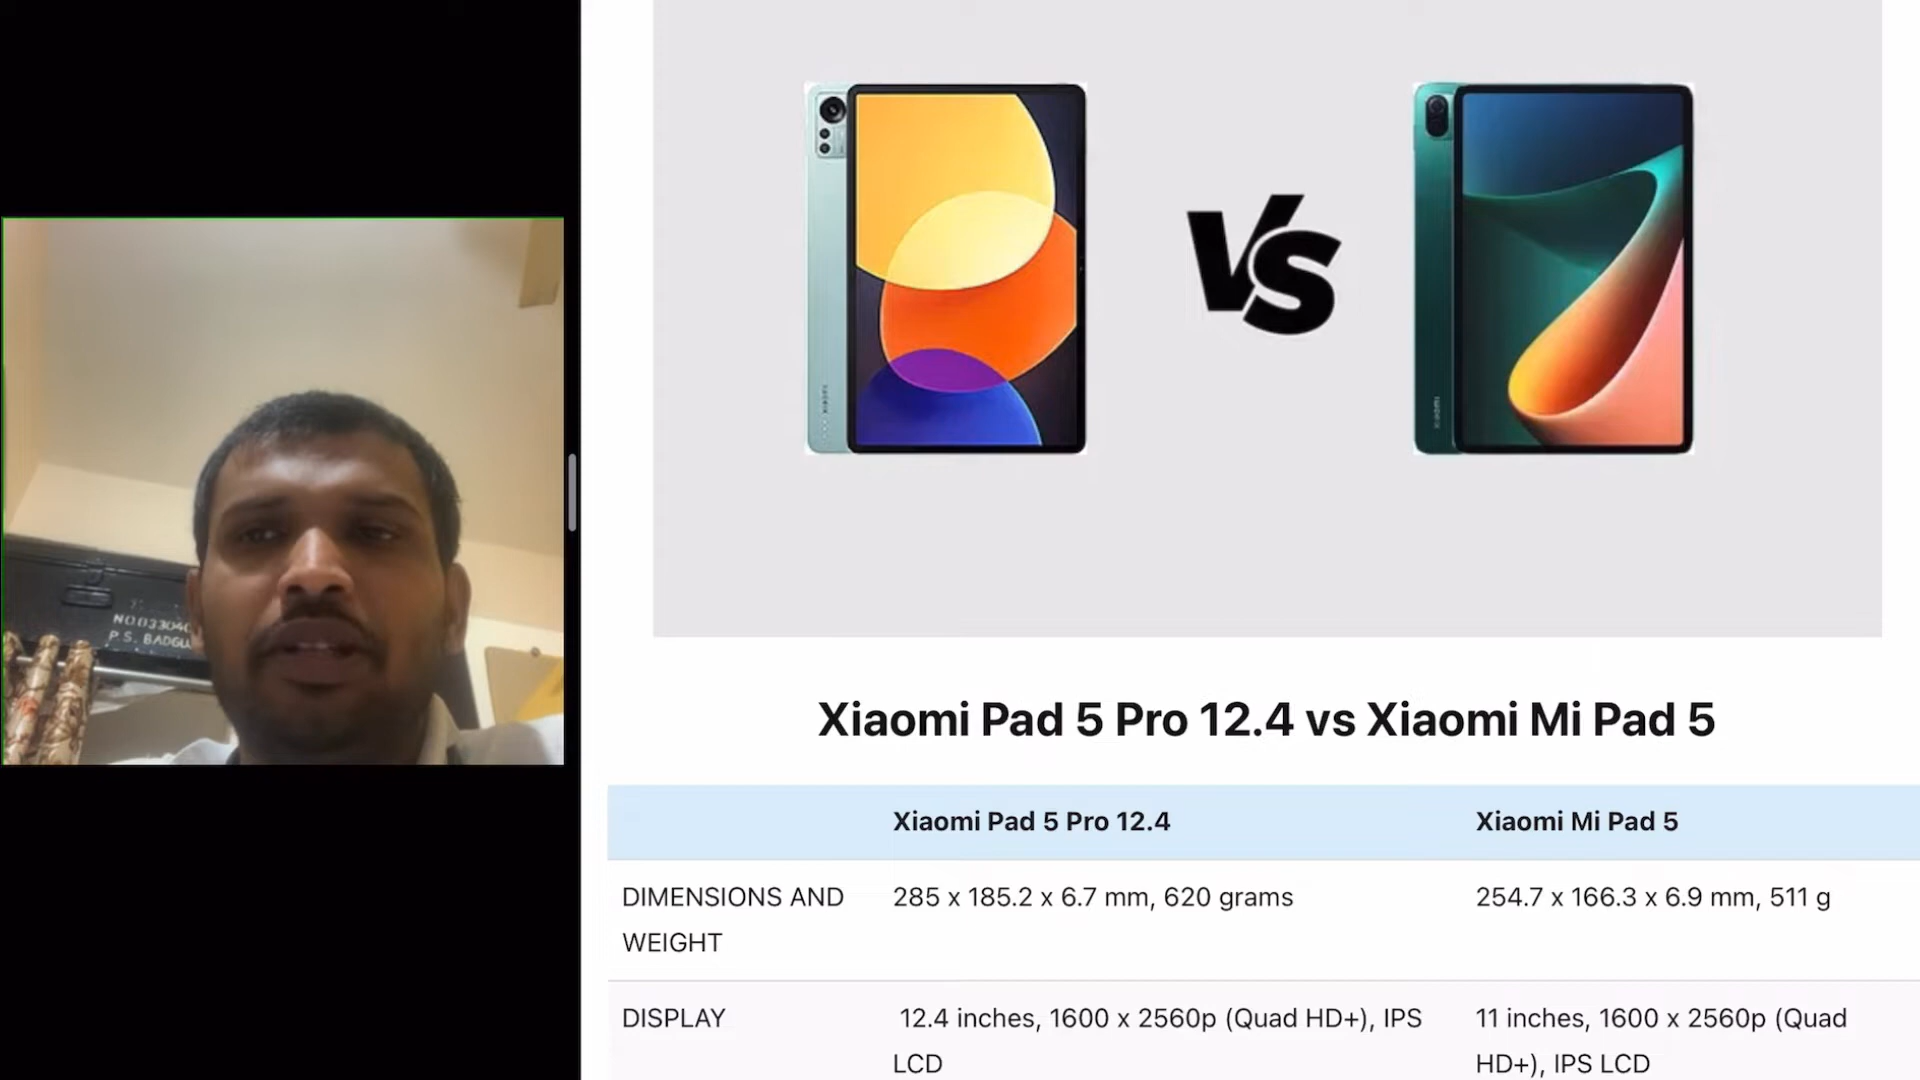 NO.03304
P.S. BADGU
VS
Xiaomi Pad 5 Pro 12.4 vs Xiaomi Mi Pad 5
Xiaomi Pad 5 Pro 12.4 Xiaomi Mi Pad 5
DIMENSIONS AND WEIGHT 285 x 185.2 x 6.7 mm, 620 grams 254.7 x 166.3 x 6.9 mm, 511 g
DISPLAY 12.4 inches, 1600 x 2560p (Quad HD+), IPS LCD 11 inches, 1600 x 2560p (Quad HD+), IPS LCD